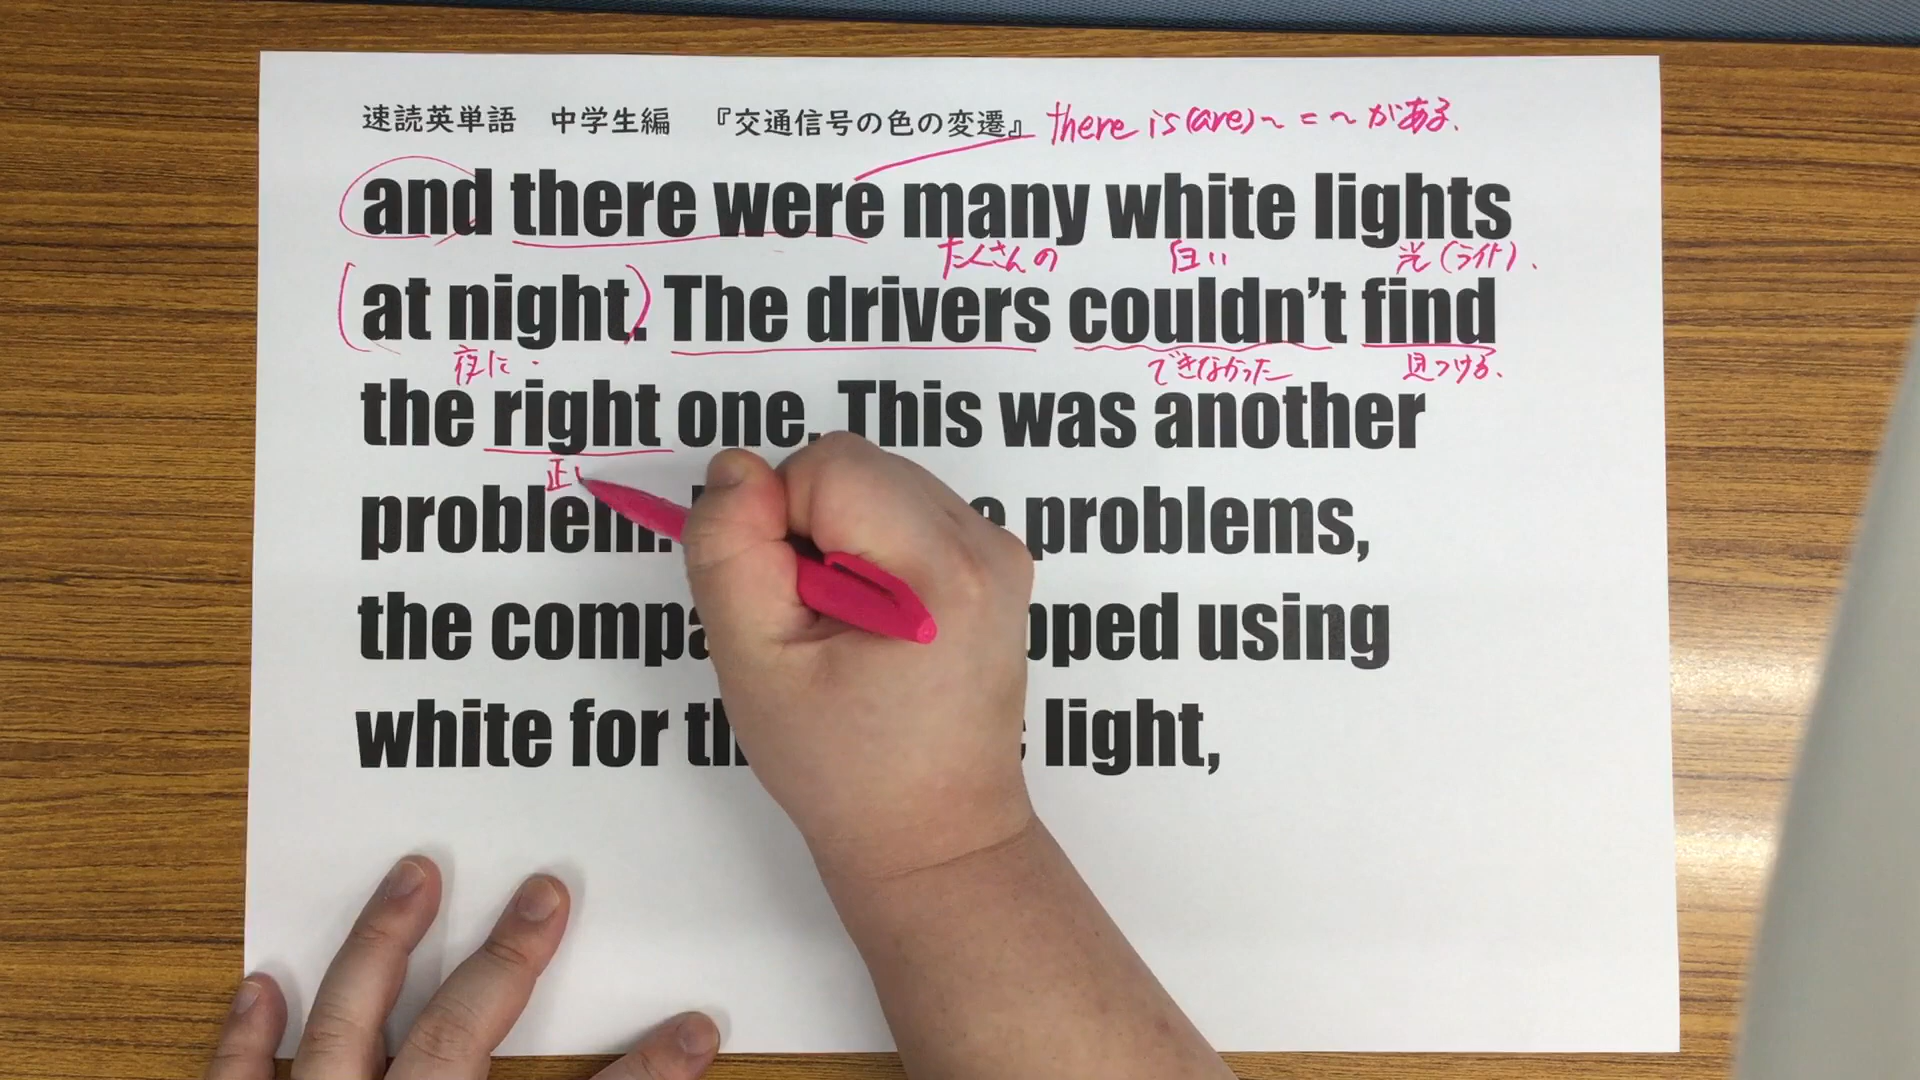 速読英単語　中学生編　『交通信号の色の変遷』 there is (are) ~ = ~ がある.
and there were many white lights
たくさんの 白い 光 (ライト).
at night. The drivers couldn't find
夜に. できなかった 見つける.
the right one. This was another
正
problem. problems,
the using
white for light,